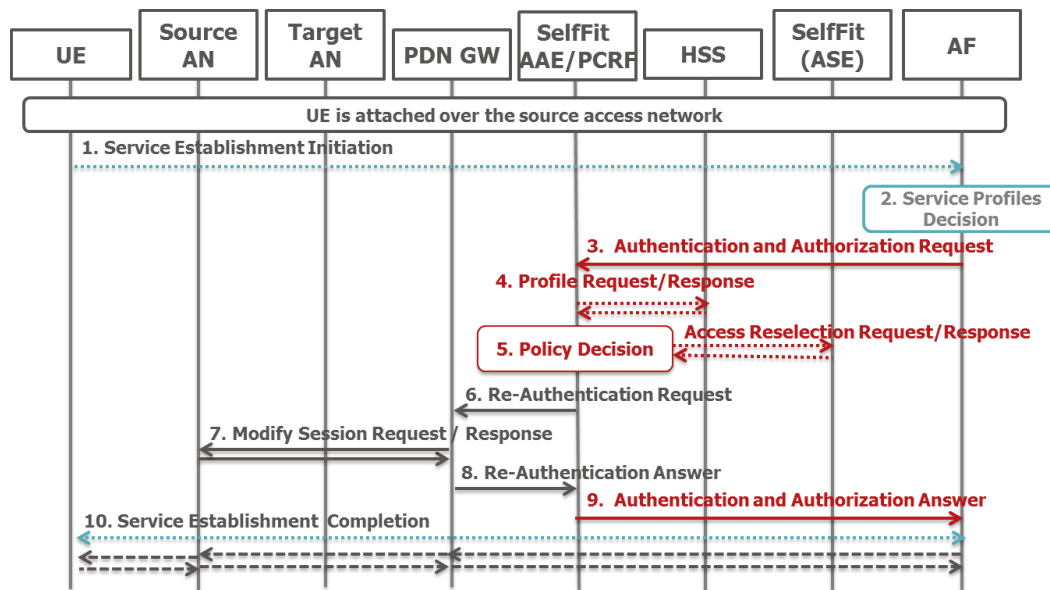 UE
Source
AN
Target
AN
PDN GW
SelfFit
AAE/PCRF
HSS
SelfFit
(ASE)
AF
UE is attached over the source access network
1. Service Establishment Initiation
2. Service Profiles
Decision
3.  Authentication and Authorization Request
4. Profile Request/Response
Access Reselection Request/Response
5. Policy Decision
6. Re-Authentication Request
7. Modify Session Request / Response
8. Re-Authentication Answer
9.  Authentication and Authorization Answer
10. Service Establishment  Completion